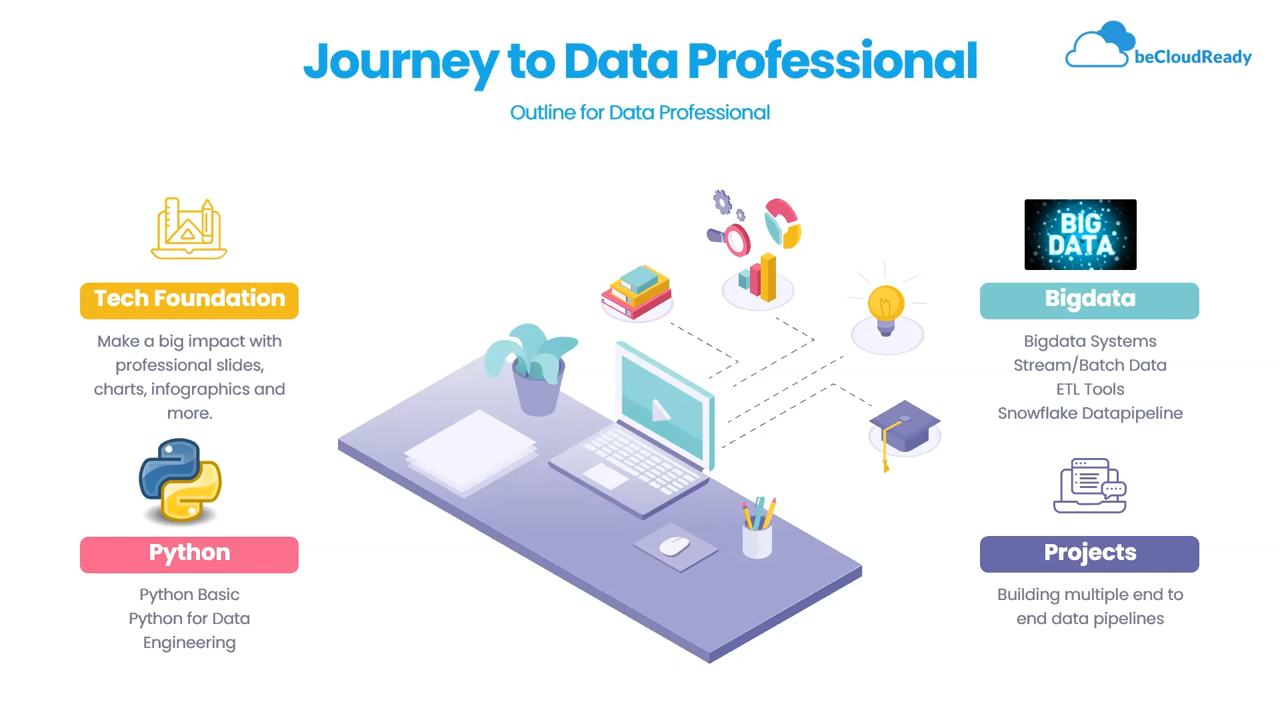 Journey to Data Professional
beCloudReady
Outline for Data Professional
Tech Foundation
Make a big impact with
professional slides,
charts, infographics and
more.
Python
Python Basic
Python for Data
Engineering
BIG
DATA
Bigdata
Bigdata Systems
Stream/Batch Data
ETL Tools
Snowflake Datapipeline
Projects
Building multiple end to
end data pipelines